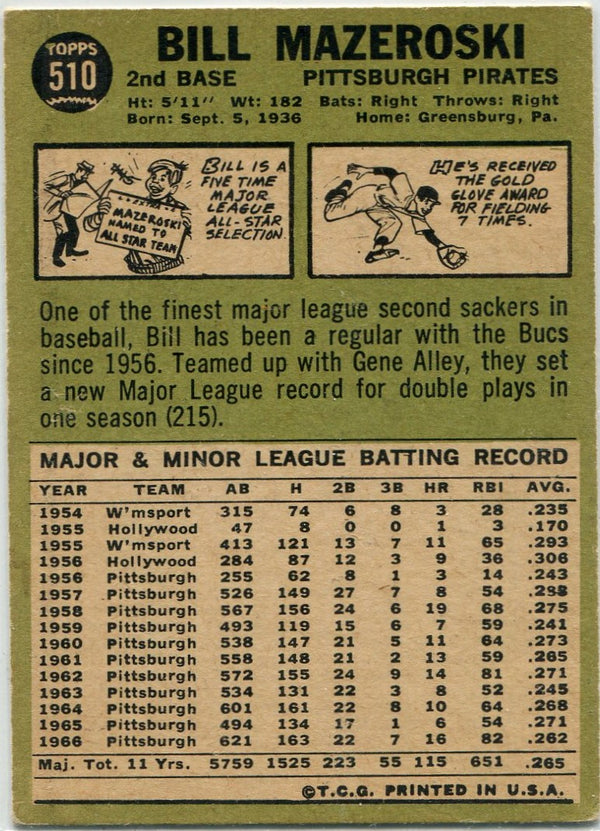 TOPPS
510
BILL MAZEROSKI
2nd BASE PITTSBURGH PIRATES
Ht: 5'11" Wt: 182 Bats: Right Throws: Right
Born: Sept. 5, 1936 Home: Greensburg, Pa.
MAZEROSKI
NAMED TO
ALL STAR TEAM
BILL IS A
FIVE TIME
MAJOR
LEAGUE
ALL-STAR
SELECTION.
HE'S RECEIVED
THE GOLD
GLOVE AWARD
FOR FIELDING
7 TIMES.
One of the finest major league second sackers in
baseball, Bill has been a regular with the Bucs
since 1956. Teamed up with Gene Alley, they set
a new Major League record for double plays in
one season (215).
MAJOR & MINOR LEAGUE BATTING RECORD
YEAR TEAM AB H 2B 3B HR RBI AVG.
1954 W'msport 315 74 6 8 3 28 .235
1955 Hollywood 47 8 0 0 1 3 .170
1955 W'msport 413 121 13 7 11 65 .293
1956 Hollywood 284 87 12 3 9 36 .306
1956 Pittsburgh 255 62 8 1 3 14 .243
1957 Pittsburgh 526 149 27 7 8 54 .283
1958 Pittsburgh 567 156 24 6 19 68 .275
1959 Pittsburgh 493 119 15 6 7 59 .241
1960 Pittsburgh 538 147 21 5 11 64 .273
1961 Pittsburgh 558 148 21 2 13 59 .265
1962 Pittsburgh 572 155 24 9 14 81 .271
1963 Pittsburgh 534 131 22 3 8 52 .245
1964 Pittsburgh 601 161 22 8 10 64 .268
1965 Pittsburgh 494 134 17 1 6 54 .271
1966 Pittsburgh 621 163 22 7 16 82 .262
Maj. Tot. 11 Yrs. 5759 1525 223 55 115 651 .265
©T.C.G. PRINTED IN U.S.A.